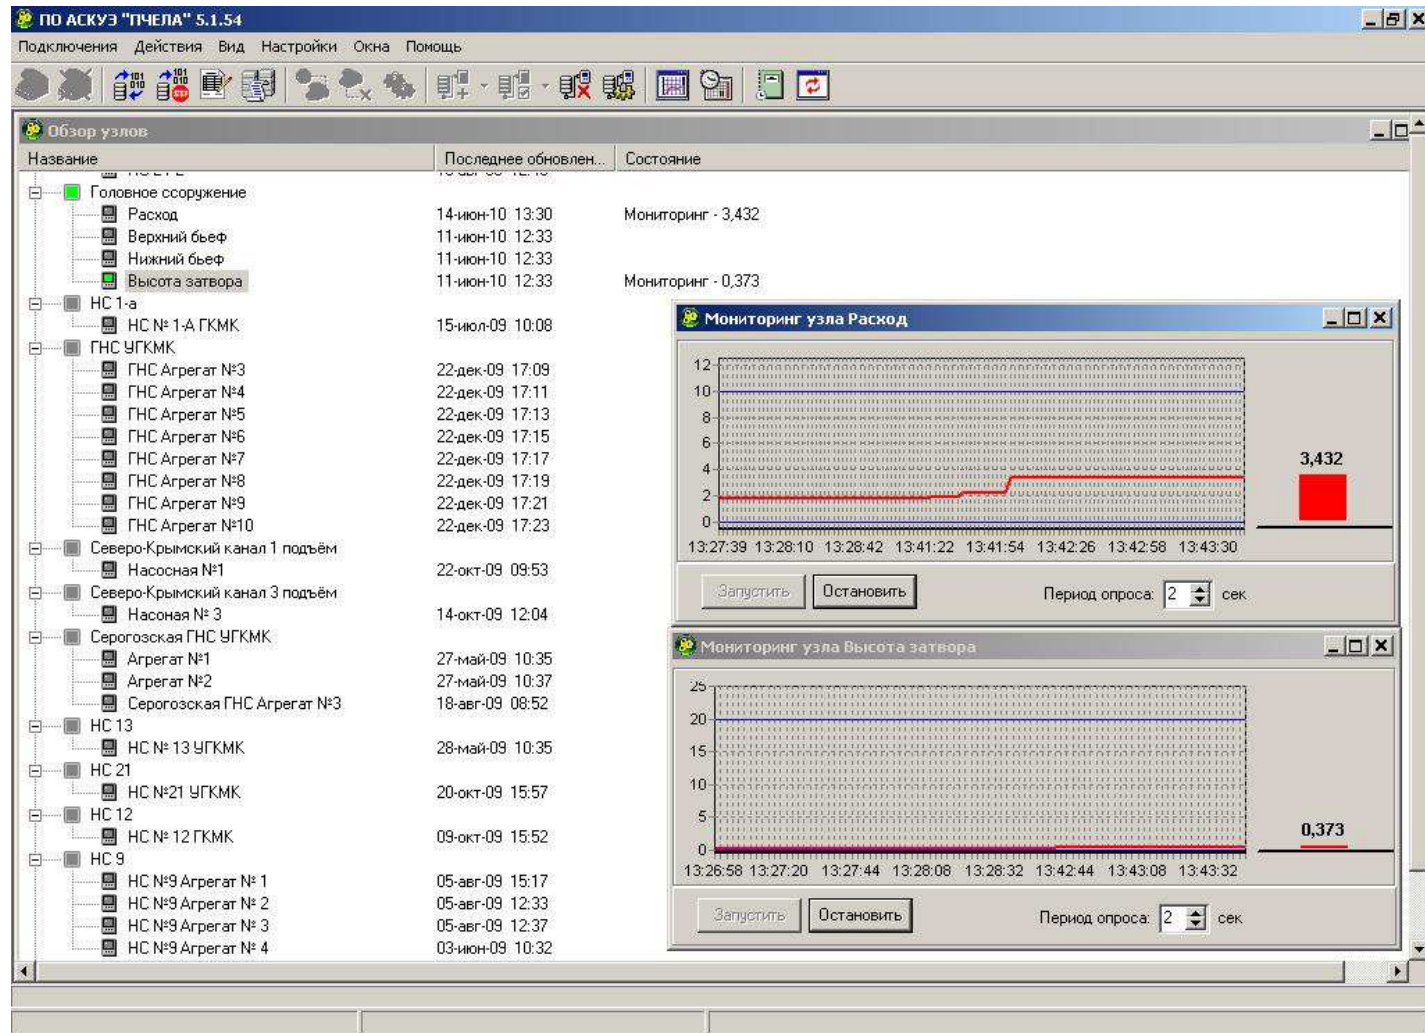 ПО АСКУЭ "ПЧЕЛА" 5.1.54
Подключения Действия Вид Настройки Окна Помощь
Обзор узлов
Название Последнее обновлен... Состояние
Головное ссоружение
Расход 14-июн-10 13:30 Мониторинг - 3,432
Верхний бьеф 11-июн-10 12:33
Нижний бьеф 11-июн-10 12:33
Высота затвора 11-июн-10 12:33 Мониторинг - 0,373
НС 1-а
НС № 1-А ГКМК 15-июл-09 10:08
ГНС УГКМК
ГНС Агрегат №3 22-дек-09 17:09
ГНС Агрегат №4 22-дек-09 17:11
ГНС Агрегат №5 22-дек-09 17:13
ГНС Агрегат №6 22-дек-09 17:15
ГНС Агрегат №7 22-дек-09 17:17
ГНС Агрегат №8 22-дек-09 17:19
ГНС Агрегат №9 22-дек-09 17:21
ГНС Агрегат №10 22-дек-09 17:23
Северо-Крымский канал 1 подъём
Насосная №1 22-окт-09 09:53
Северо-Крымский канал 3 подъём
Насоная № 3 14-окт-09 12:04
Серогозская ГНС УГКМК
Агрегат №1 27-май-09 10:35
Агрегат №2 27-май-09 10:37
Серогозская ГНС Агрегат №3 18-авг-09 08:52
НС 13
НС № 13 УГКМК 28-май-09 10:35
НС 21
НС №21 УГКМК 20-окт-09 15:57
НС 12
НС № 12 ГКМК 09-окт-09 15:52
НС 9
НС №9 Агрегат № 1 05-авг-09 15:17
НС №9 Агрегат № 2 05-авг-09 12:33
НС №9 Агрегат № 3 05-авг-09 12:37
НС №9 Агрегат № 4 03-июн-09 10:32
Мониторинг узла Расход
12
10
8
6
4
2
0
3,432
13:27:39 13:28:10 13:28:42 13:41:22 13:41:54 13:42:26 13:42:58 13:43:30
Запустить Остановить Период опроса: 2 сек
Мониторинг узла Высота затвора
25
20
15
10
5
0
0,373
13:26:58 13:27:20 13:27:44 13:28:08 13:28:32 13:42:44 13:43:08 13:43:32
Запустить Остановить Период опроса: 2 сек